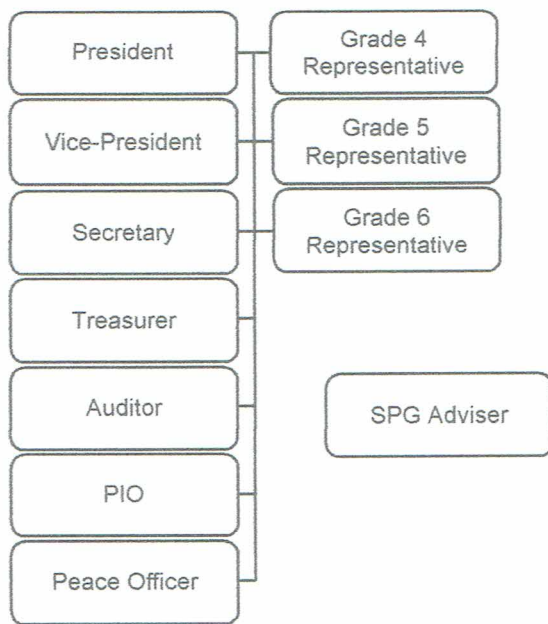 President
Grade 4
Representative
Vice-President
Grade 5
Representative
Secretary
Grade 6
Representative
Treasurer
Auditor
SPG Adviser
PIO
Peace Officer